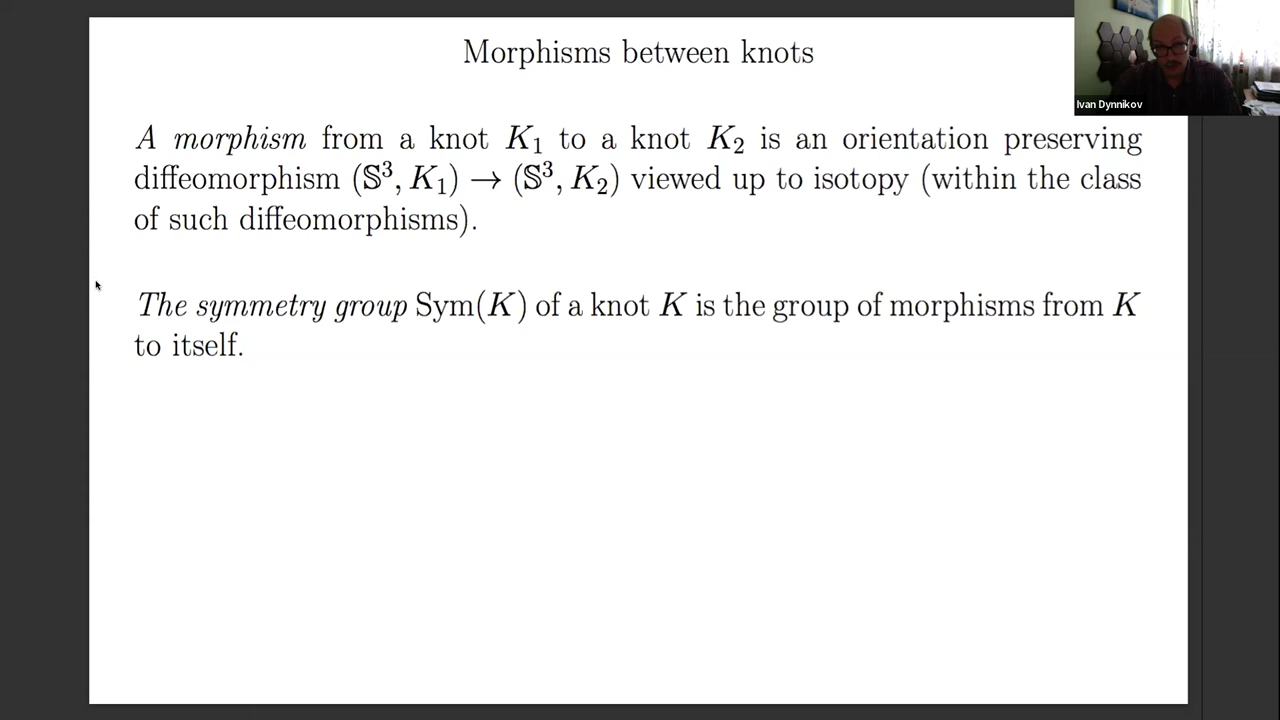 Morphisms between knots
Ivan Dynnikov
A morphism from a knot K₁ to a knot K₂ is an orientation preserving
diffeomorphism (𝕊³, K₁) → (𝕊³, K₂) viewed up to isotopy (within the class
of such diffeomorphisms).
The symmetry group Sym(K) of a knot K is the group of morphisms from K
to itself.